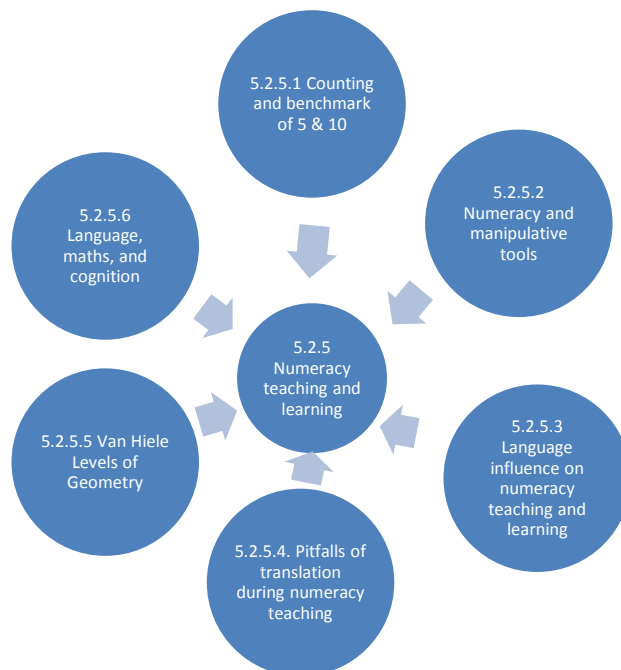 5.2.5.1 Counting
and benchmark
of 5 & 10
5.2.5.2
Numeracy and
manipulative
tools
5.2.5.3
Language
influence on
numeracy
teaching and
learning
5.2.5.4. Pitfalls of
translation
during numeracy
teaching
5.2.5.5 Van Hiele
Levels of
Geometry
5.2.5.6
Language,
maths, and
cognition
5.2.5
Numeracy
teaching and
learning